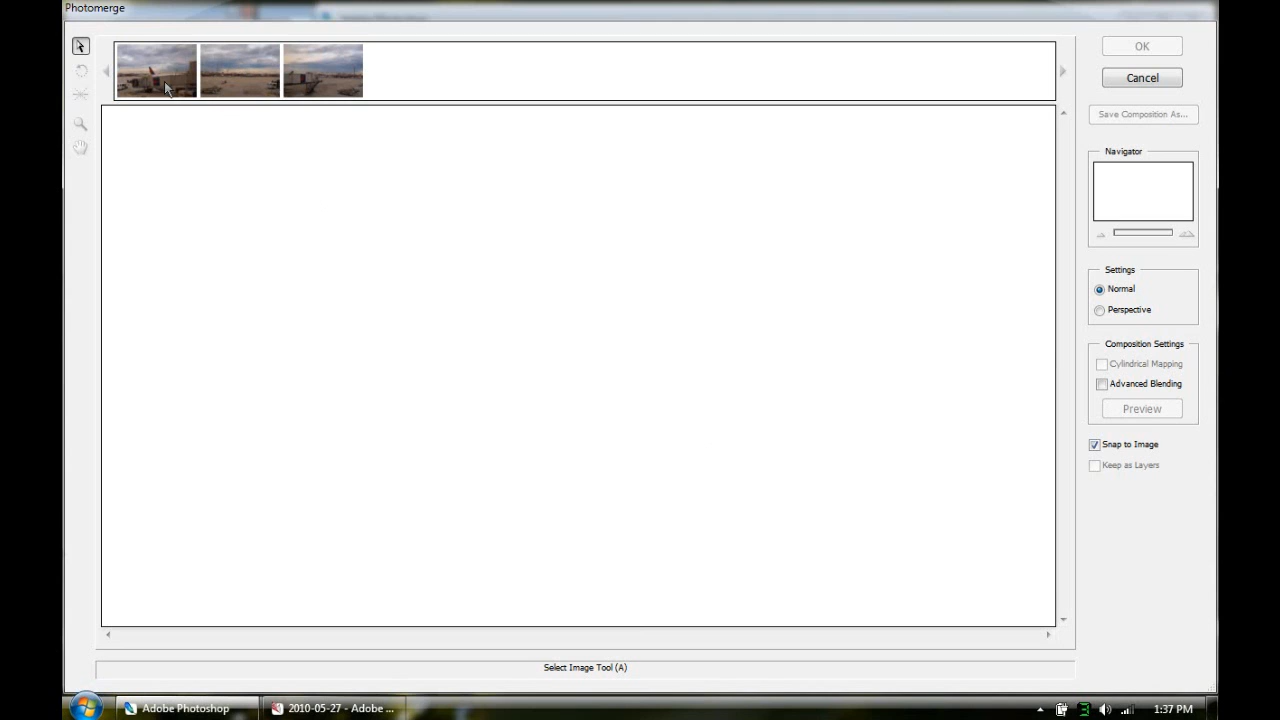 Photomerge
OK
Cancel
Save Composition As...
Navigator
Settings
Normal
Perspective
Composition Settings
Cylindrical Mapping
Advanced Blending
Preview
Snap to Image
Keep as Layers
Select Image Tool (A)
Adobe Photoshop
2010-05-27 - Adobe ...
1:37 PM